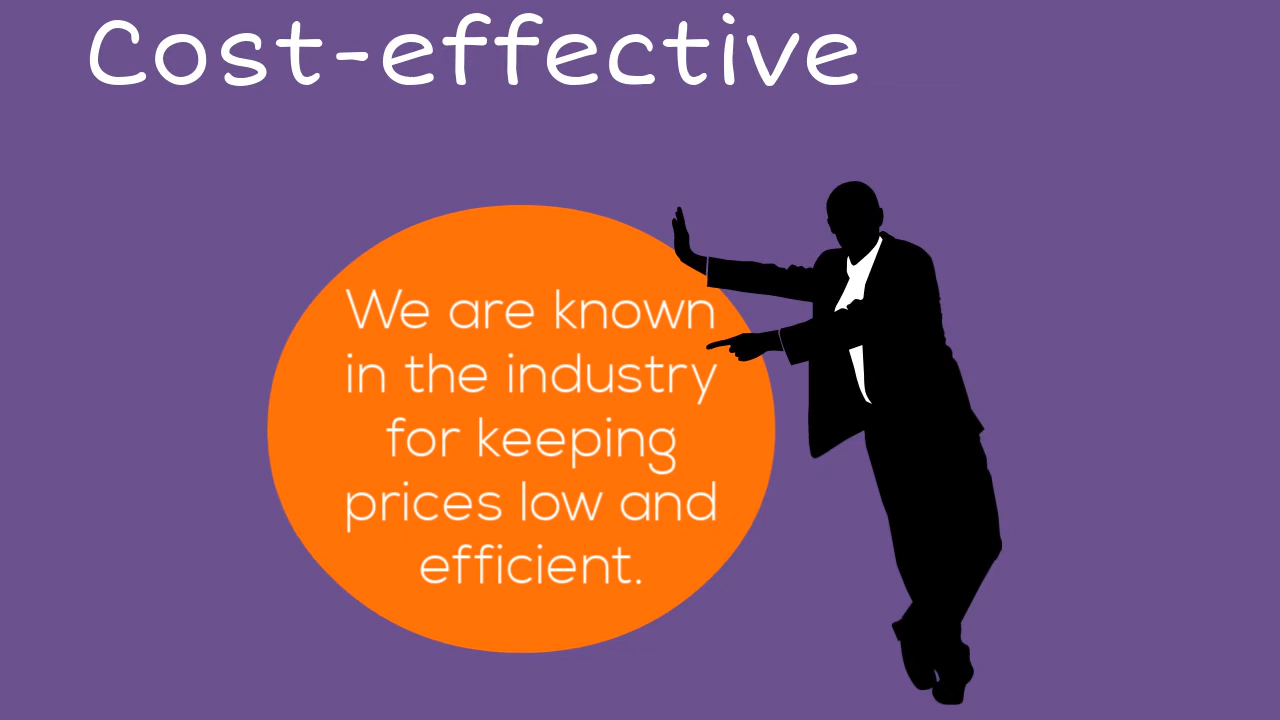 Cost-effective
We are known
in the industry
for keeping
prices low and
efficient.